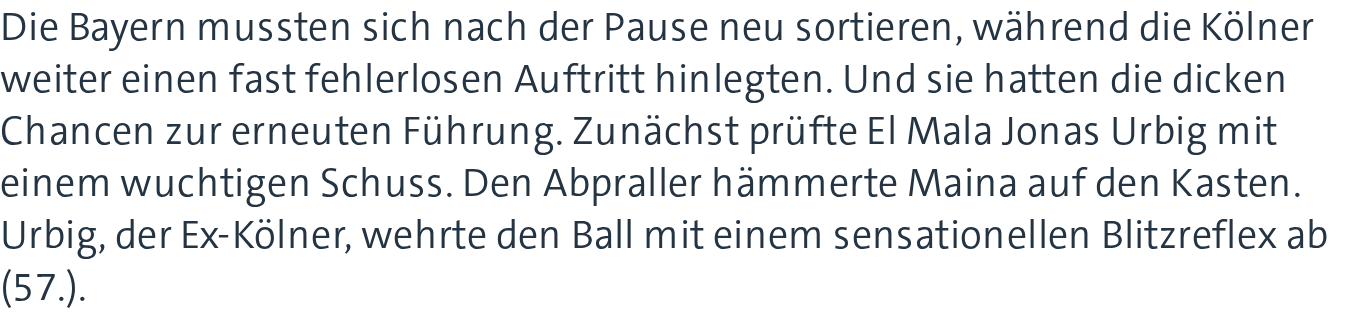 Die Bayern mussten sich nach der Pause neu sortieren, während die Kölner
weiter einen fast fehlerlosen Auftritt hinlegten. Und sie hatten die dicken
Chancen zur erneuten Führung. Zunächst prüfte El Mala Jonas Urbig mit
einem wuchtigen Schuss. Den Abpraller hämmerte Maina auf den Kasten.
Urbig, der Ex-Kölner, wehrte den Ball mit einem sensationellen Blitzreflex ab
(57.).